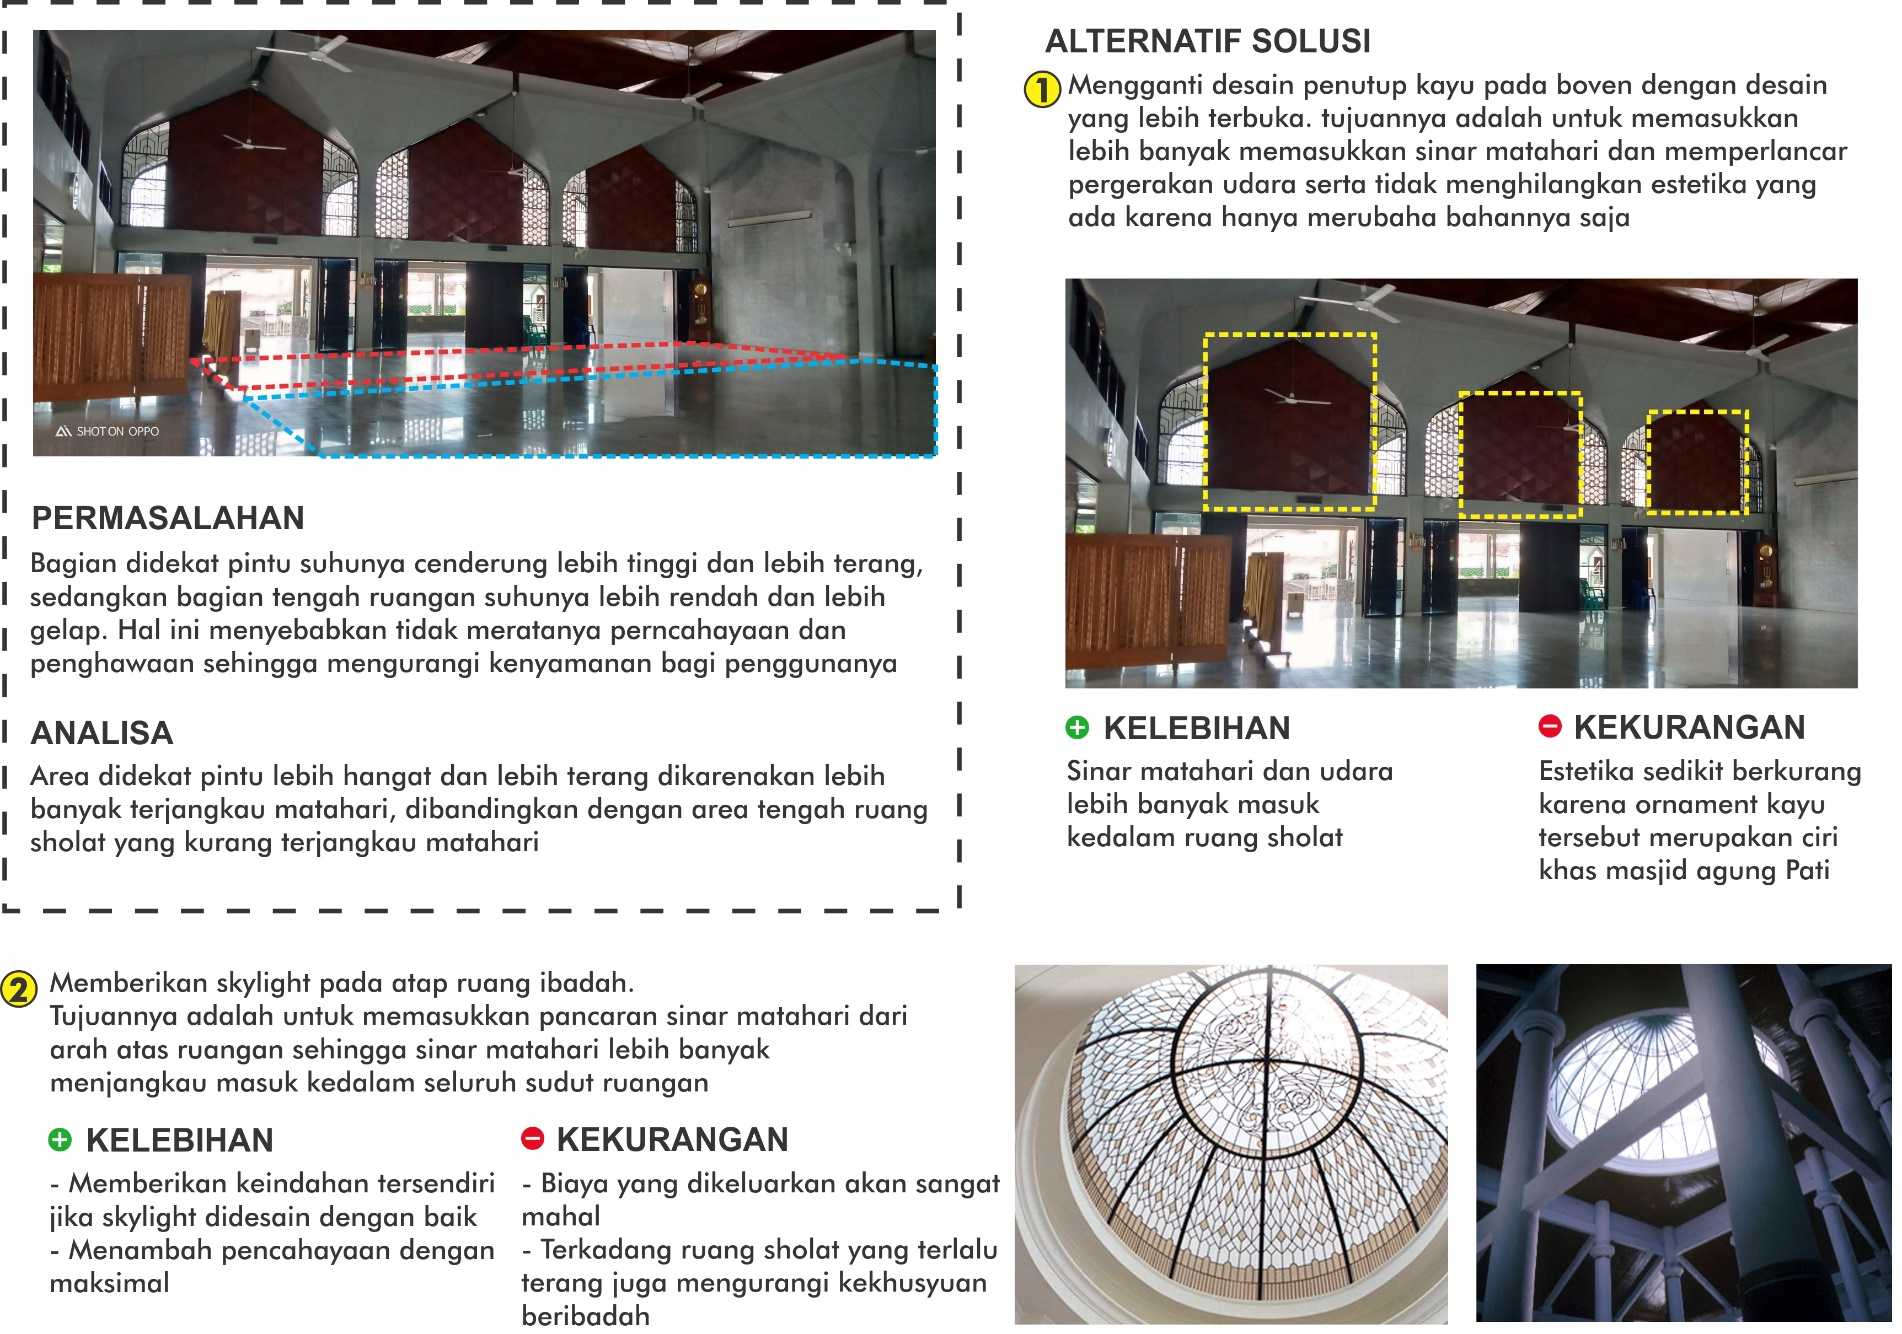 SHOT ON OPPO
PERMASALAHAN
Bagian didekat pintu suhunya cenderung lebih tinggi dan lebih terang,
sedangkan bagian tengah ruangan suhunya lebih rendah dan lebih
gelap. Hal ini menyebabkan tidak meratanya perncahayaan dan
penghawaan sehingga mengurangi kenyamanan bagi penggunanya
ANALISA
Area didekat pintu lebih hangat dan lebih terang dikarenakan lebih
banyak terjangkau matahari, dibandingkan dengan area tengah ruang
sholat yang kurang terjangkau matahari
ALTERNATIF SOLUSI
1 Mengganti desain penutup kayu pada boven dengan desain
yang lebih terbuka. tujuannya adalah untuk memasukkan
lebih banyak memasukkan sinar matahari dan memperlancar
pergerakan udara serta tidak menghilangkan estetika yang
ada karena hanya merubaha bahannya saja
KELEBIHAN
Sinar matahari dan udara
lebih banyak masuk
kedalam ruang sholat
KEKURANGAN
Estetika sedikit berkurang
karena ornament kayu
tersebut merupakan ciri
khas masjid agung Pati
2 Memberikan skylight pada atap ruang ibadah.
Tujuannya adalah untuk memasukkan pancaran sinar matahari dari
arah atas ruangan sehingga sinar matahari lebih banyak
menjangkau masuk kedalam seluruh sudut ruangan
KELEBIHAN
- Memberikan keindahan tersendiri
jika skylight didesain dengan baik
- Menambah pencahayaan dengan
maksimal
KEKURANGAN
- Biaya yang dikeluarkan akan sangat
mahal
- Terkadang ruang sholat yang terlalu
terang juga mengurangi kekhusyuan
beribadah